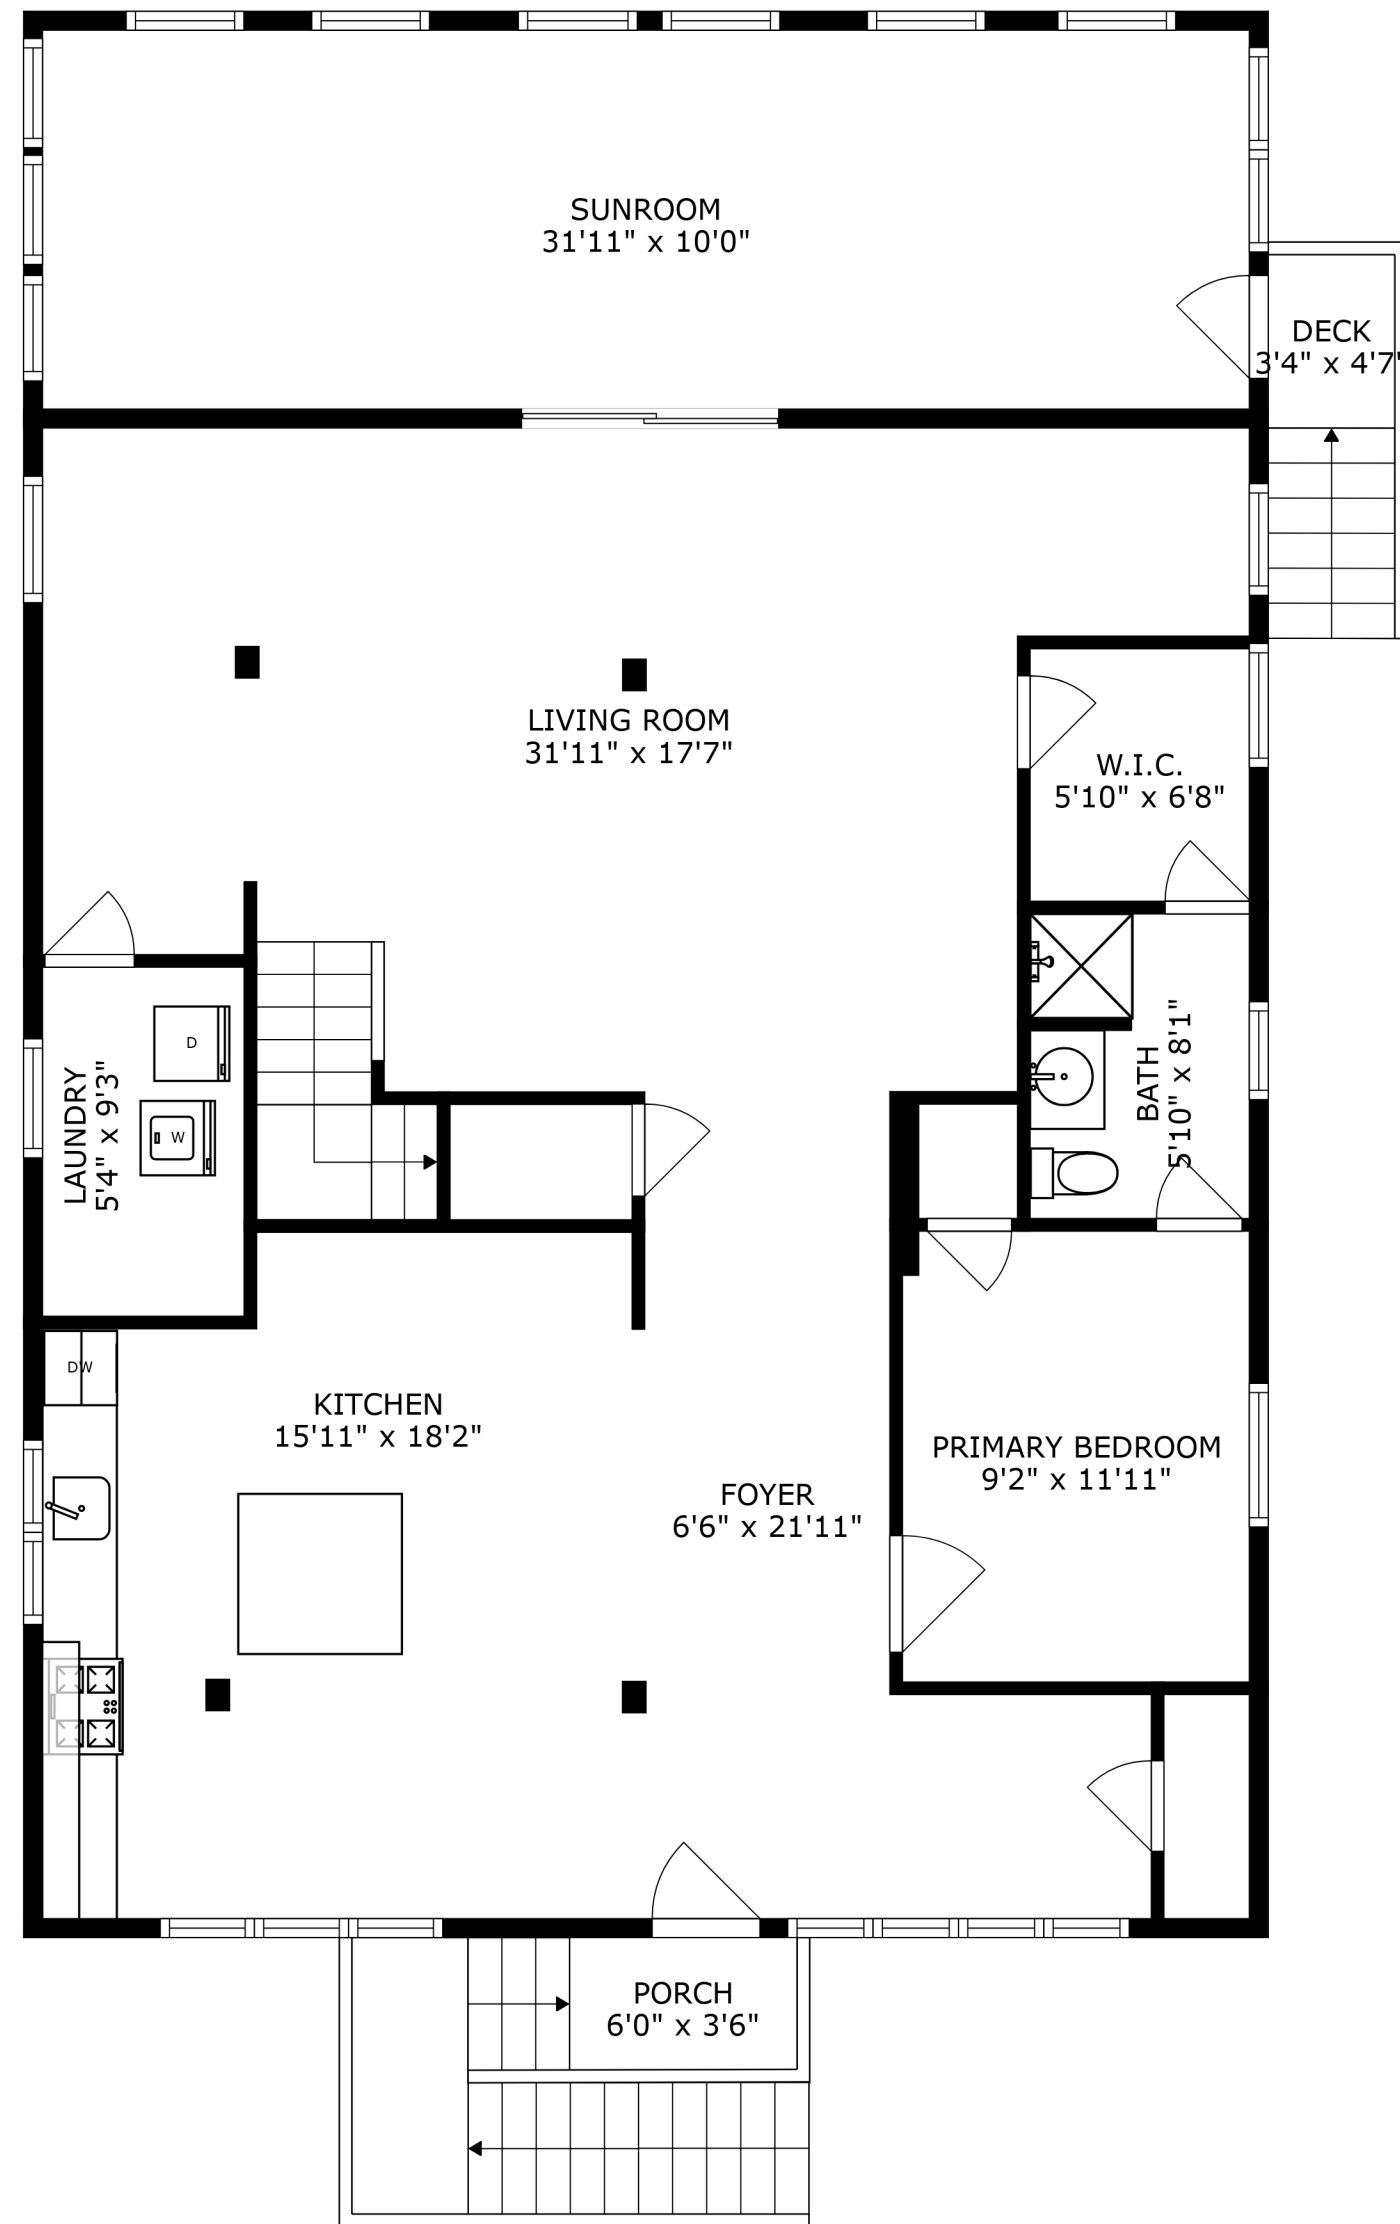 SUNROOM
31'11" x 10'0"
DECK
3'4" x 4'7"
LIVING ROOM
31'11" x 17'7"
W.I.C.
5'10" x 6'8"
D
W
LAUNDRY
5'4" x 9'3"
BATH
5'10" x 8'1"
DW
KITCHEN
15'11" x 18'2"
PRIMARY BEDROOM
9'2" x 11'11"
FOYER
6'6" x 21'11"
PORCH
6'0" x 3'6"